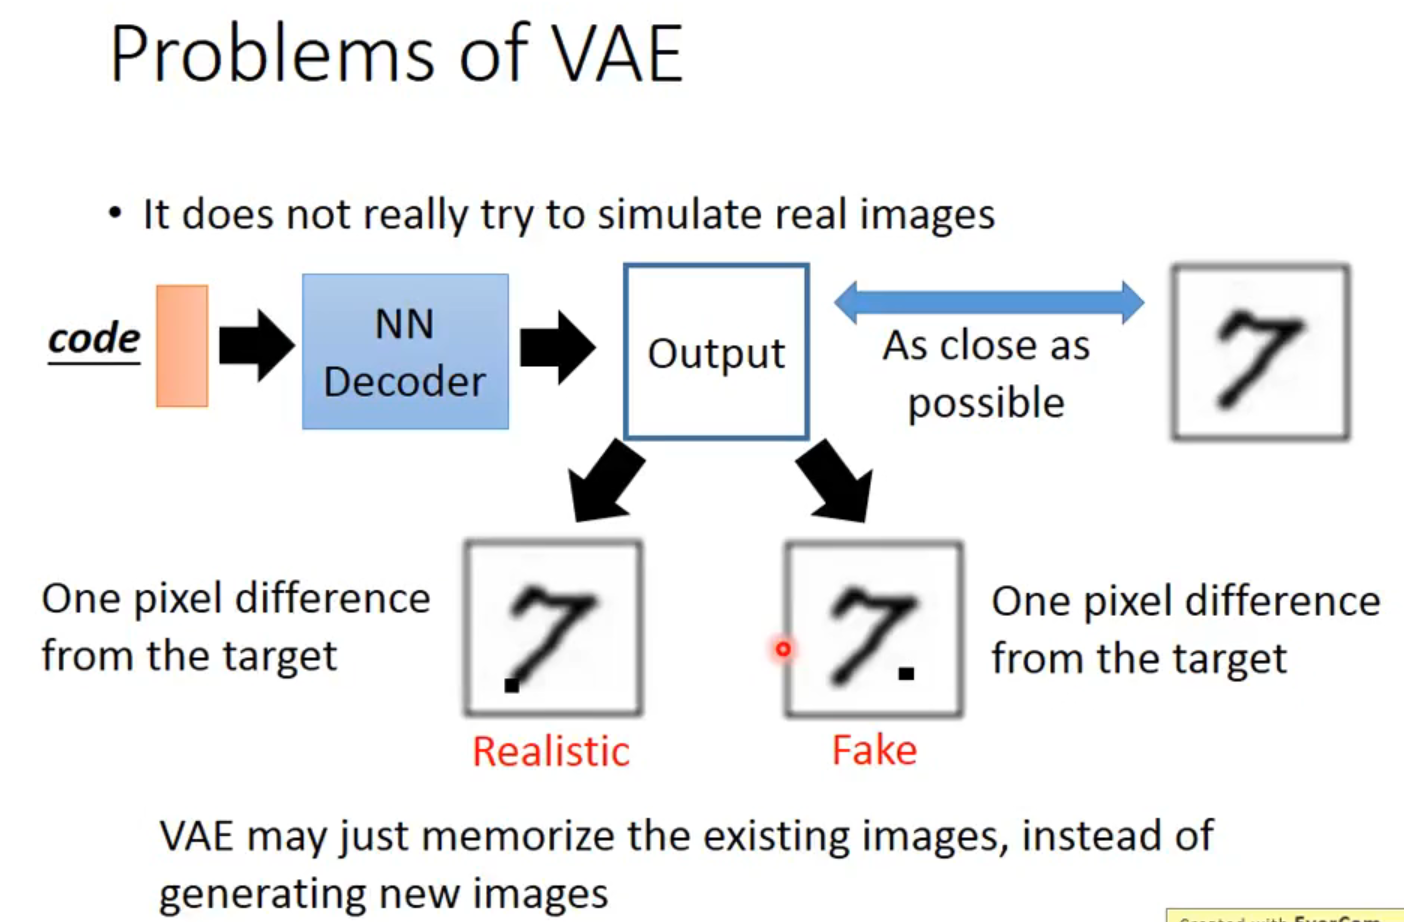 Problems of VAE
• It does not really try to simulate real images
code
NN
Decoder
Output
As close as
possible
One pixel difference
from the target
Realistic
Fake
One pixel difference
from the target
VAE may just memorize the existing images, instead of
generating new images